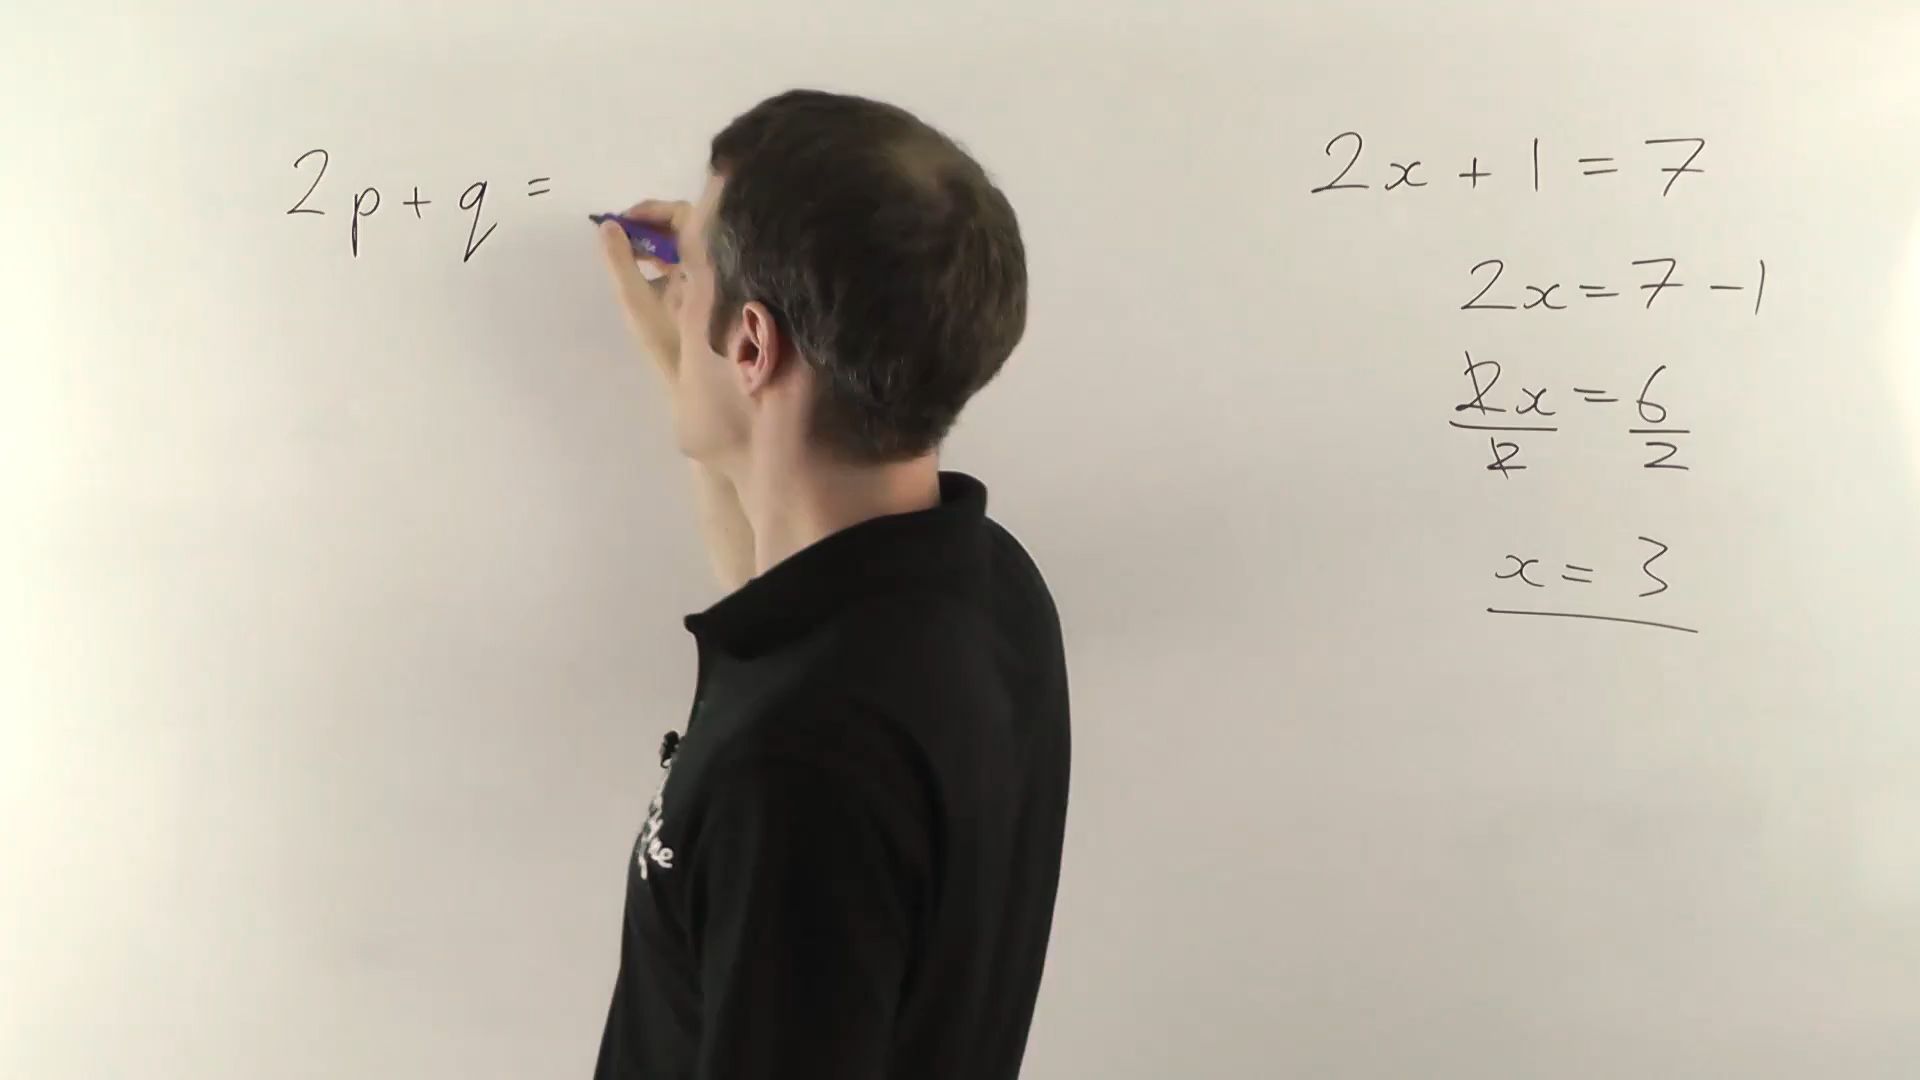 2p + q =
2x + 1 = 7
2x = 7 - 1
2x/2 = 6/2
x = 3